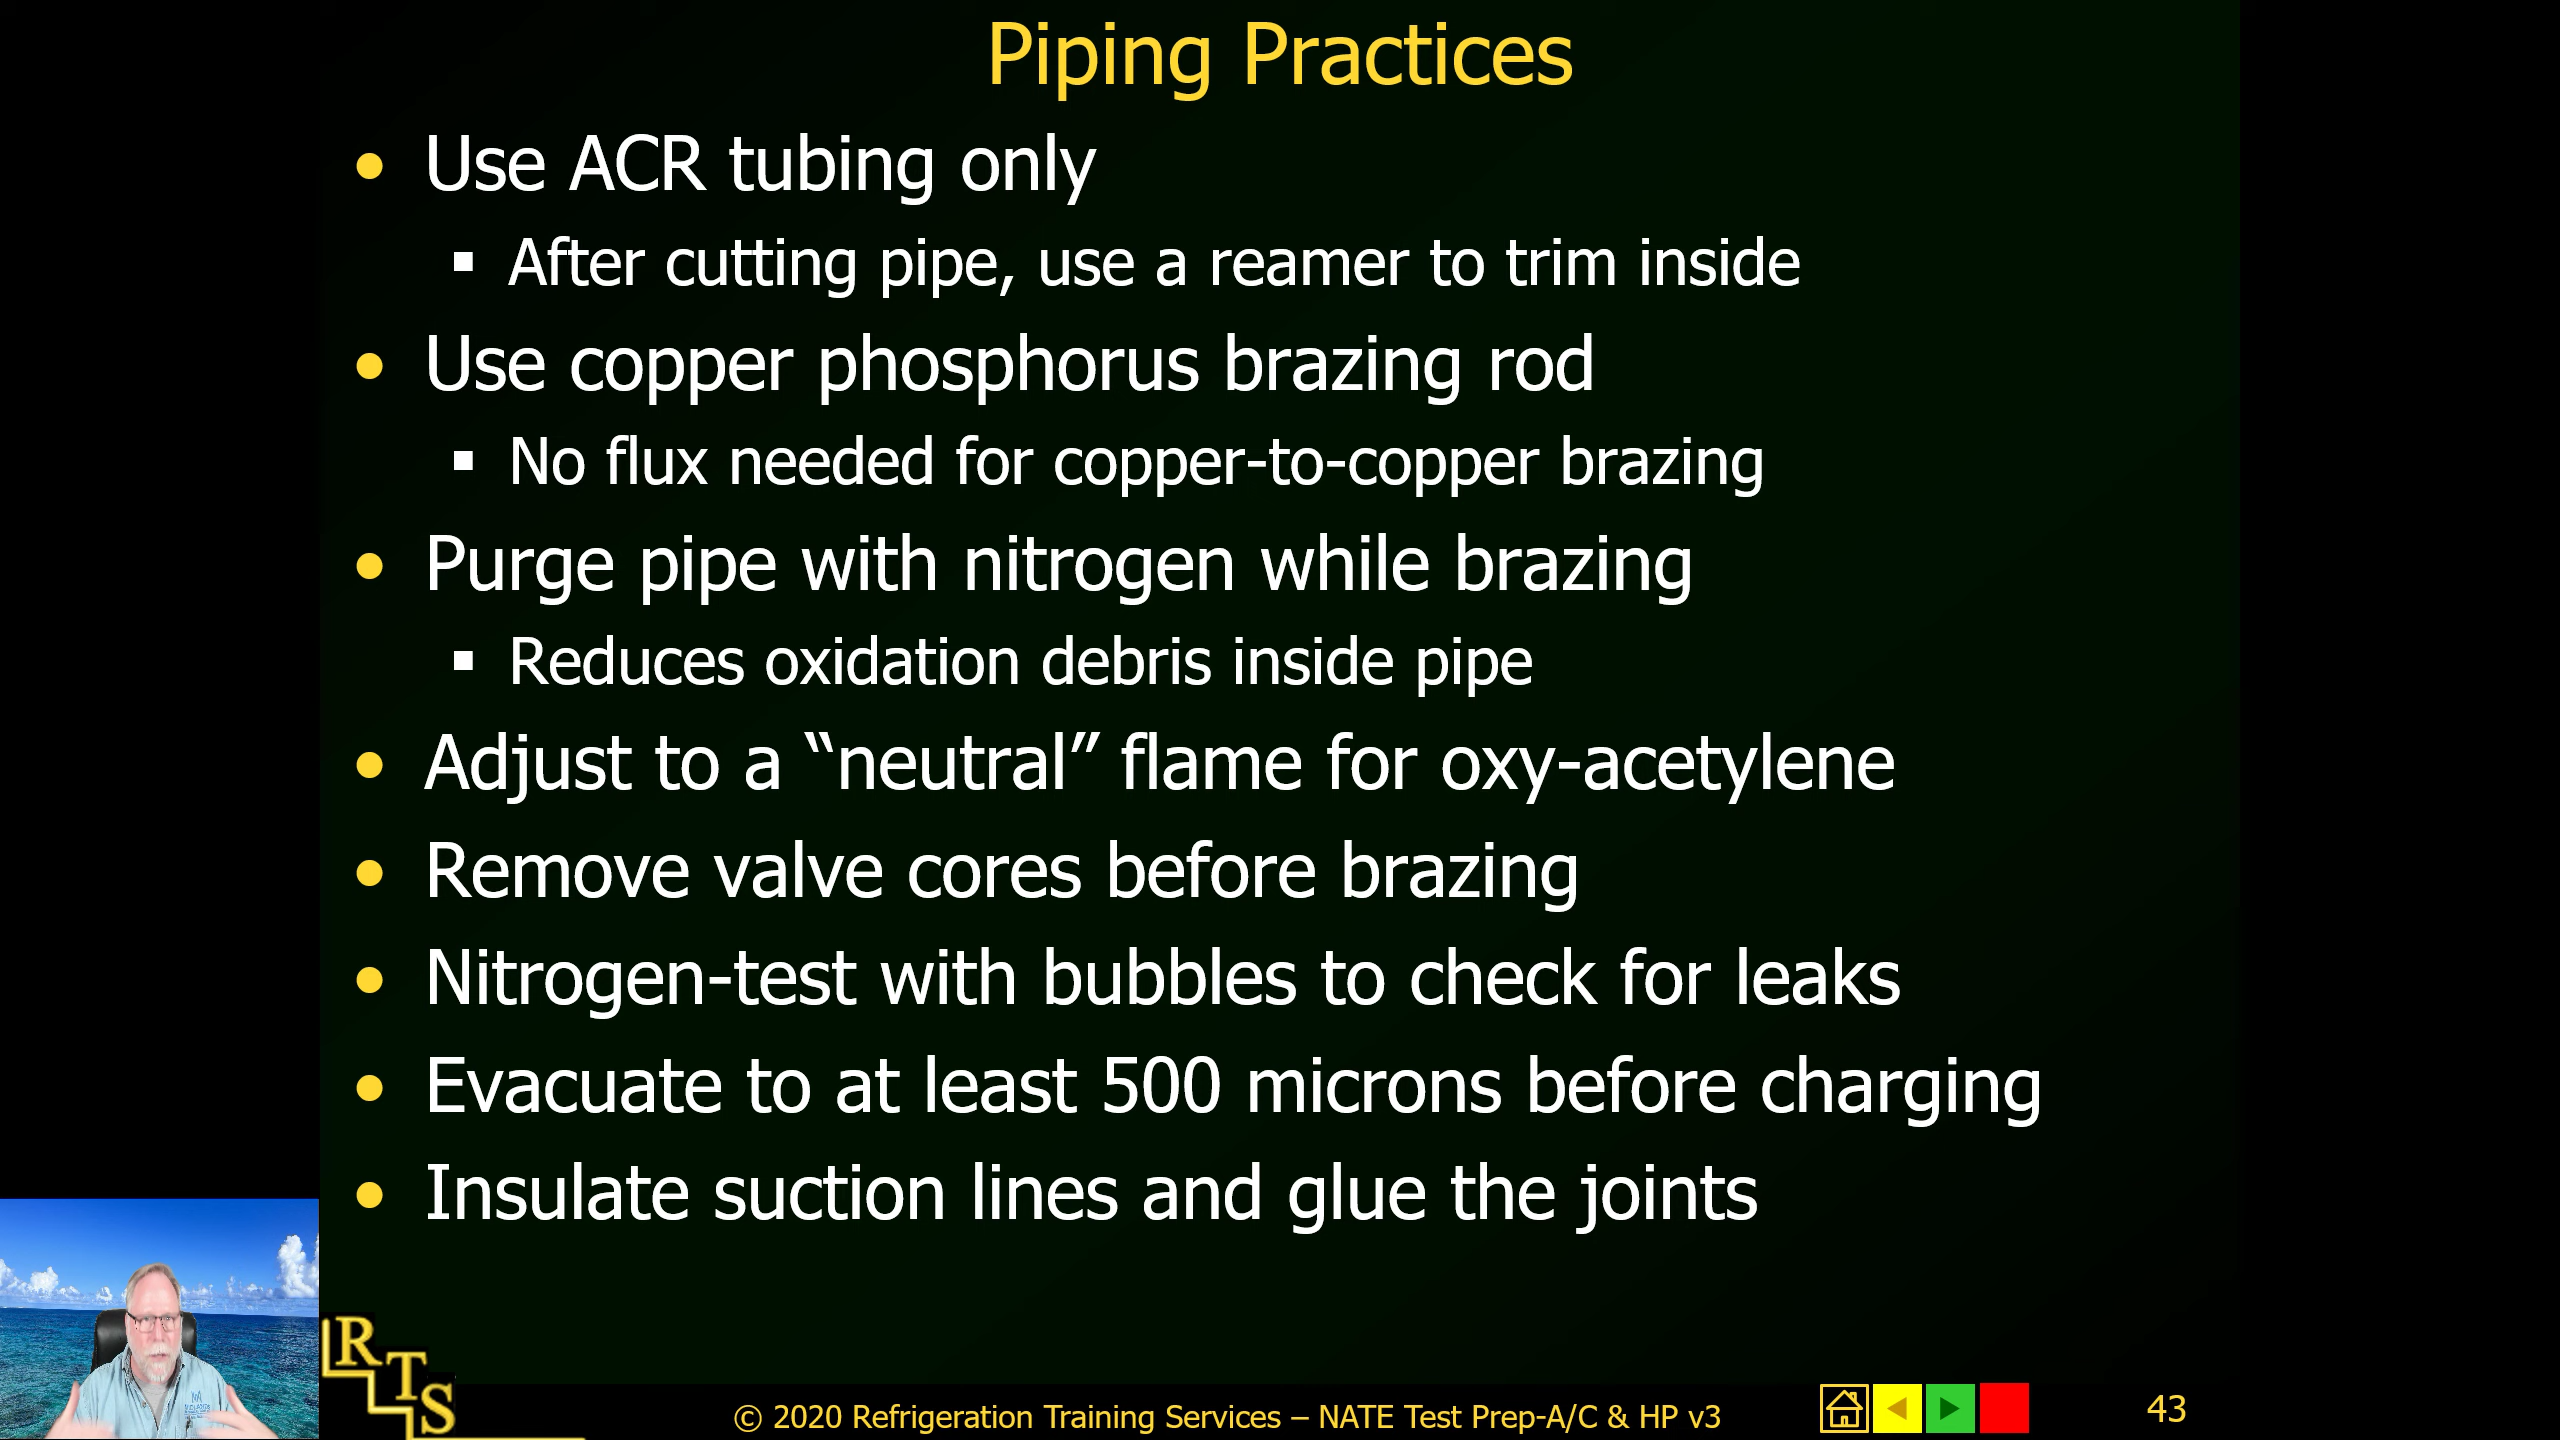 Piping Practices
• Use ACR tubing only
▪ After cutting pipe, use a reamer to trim inside
• Use copper phosphorus brazing rod
▪ No flux needed for copper-to-copper brazing
• Purge pipe with nitrogen while brazing
▪ Reduces oxidation debris inside pipe
• Adjust to a “neutral” flame for oxy-acetylene
• Remove valve cores before brazing
• Nitrogen-test with bubbles to check for leaks
• Evacuate to at least 500 microns before charging
• Insulate suction lines and glue the joints
RTS
© 2020 Refrigeration Training Services – NATE Test Prep-A/C & HP v3
43